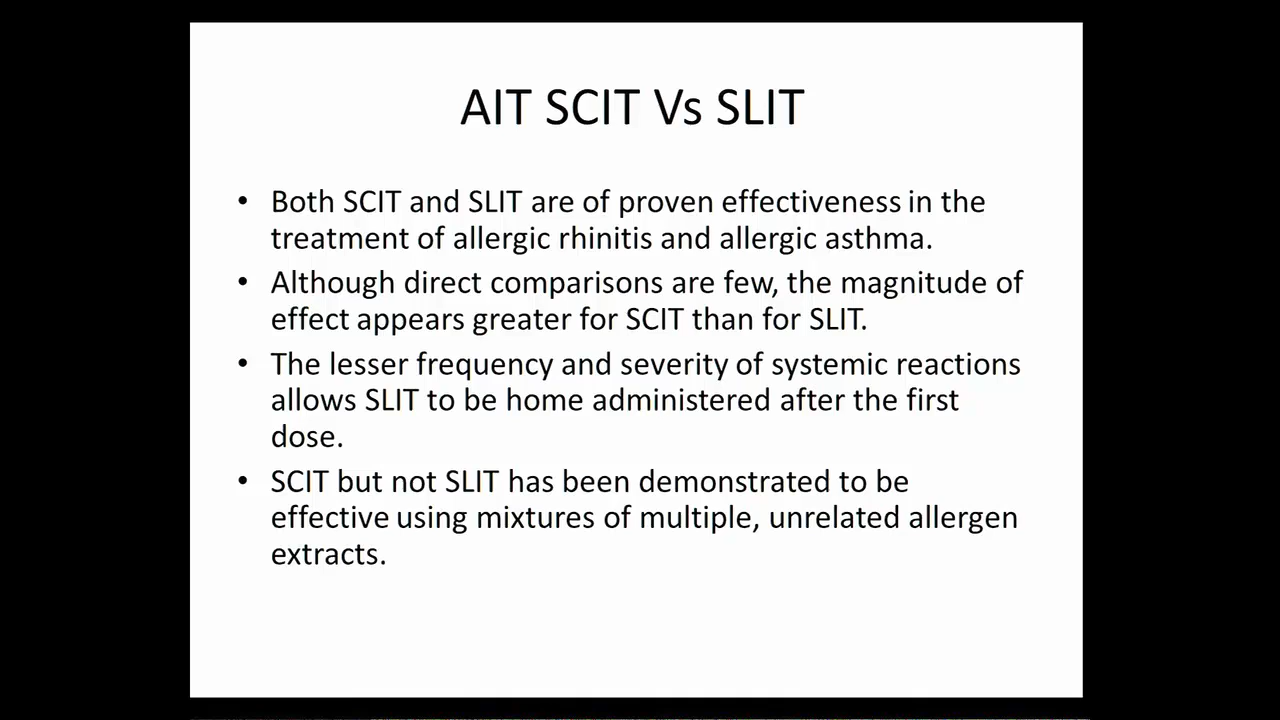 AIT SCIT Vs SLIT
• Both SCIT and SLIT are of proven effectiveness in the
treatment of allergic rhinitis and allergic asthma.
• Although direct comparisons are few, the magnitude of
effect appears greater for SCIT than for SLIT.
• The lesser frequency and severity of systemic reactions
allows SLIT to be home administered after the first
dose.
• SCIT but not SLIT has been demonstrated to be
effective using mixtures of multiple, unrelated allergen
extracts.